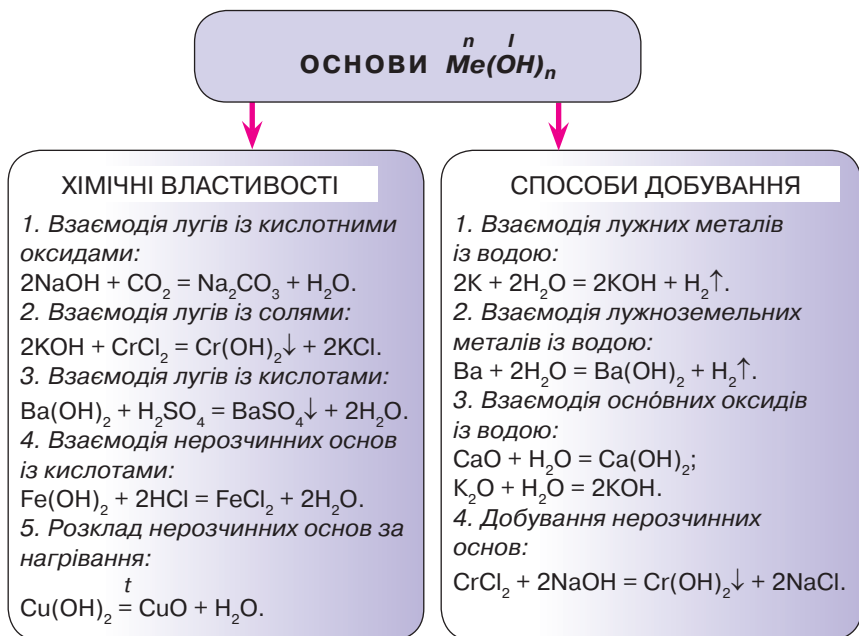 ОСНОВИ Meⁿ(OHˡ)ₙ
ХІМІЧНІ ВЛАСТИВОСТІ
1. Взаємодія лугів із кислотними
оксидами:
2NaOH + CO₂ = Na₂CO₃ + H₂O.
2. Взаємодія лугів із солями:
2KOH + CrCl₂ = Cr(OH)₂↓ + 2KCl.
3. Взаємодія лугів із кислотами:
Ba(OH)₂ + H₂SO₄ = BaSO₄↓ + 2H₂O.
4. Взаємодія нерозчинних основ
із кислотами:
Fe(OH)₂ + 2HCl = FeCl₂ + 2H₂O.
5. Розклад нерозчинних основ за
нагрівання:
t
Cu(OH)₂ = CuO + H₂O.
СПОСОБИ ДОБУВАННЯ
1. Взаємодія лужних металів
із водою:
2K + 2H₂O = 2KOH + H₂↑.
2. Взаємодія лужноземельних
металів із водою:
Ba + 2H₂O = Ba(OH)₂ + H₂↑.
3. Взаємодія оснóвних оксидів
із водою:
CaO + H₂O = Ca(OH)₂;
K₂O + H₂O = 2KOH.
4. Добування нерозчинних
основ:
CrCl₂ + 2NaOH = Cr(OH)₂↓ + 2NaCl.